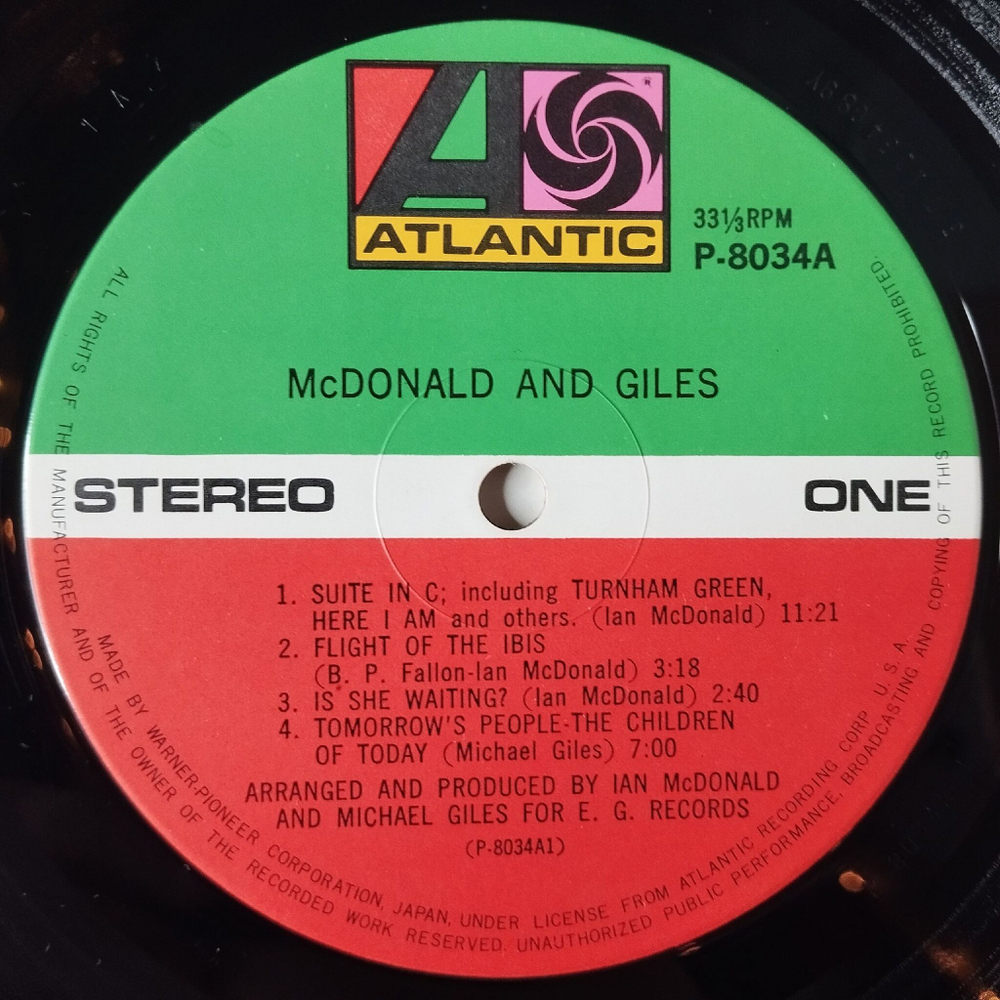 ATLANTIC
®
33⅓RPM
P-8034A
McDONALD AND GILES
STEREO
ONE
1. SUITE IN C; including TURNHAM GREEN,
HERE I AM and others. (Ian McDonald) 11:21
2. FLIGHT OF THE IBIS
(B. P. Fallon-Ian McDonald) 3:18
3. IS SHE WAITING? (Ian McDonald) 2:40
4. TOMORROW'S PEOPLE-THE CHILDREN
OF TODAY (Michael Giles) 7:00
ARRANGED AND PRODUCED BY IAN McDONALD
AND MICHAEL GILES FOR E. G. RECORDS
(P-8034A1)
MADE BY WARNER-PIONEER CORPORATION, JAPAN, UNDER LICENSE FROM ATLANTIC RECORDING CORP U. S. A.
ALL RIGHTS OF THE MANUFACTURER AND OF THE OWNER OF THE RECORDED WORK RESERVED. UNAUTHORIZED PUBLIC PERFORMANCE, BROADCASTING AND COPYING OF THIS RECORD PROHIBITED.